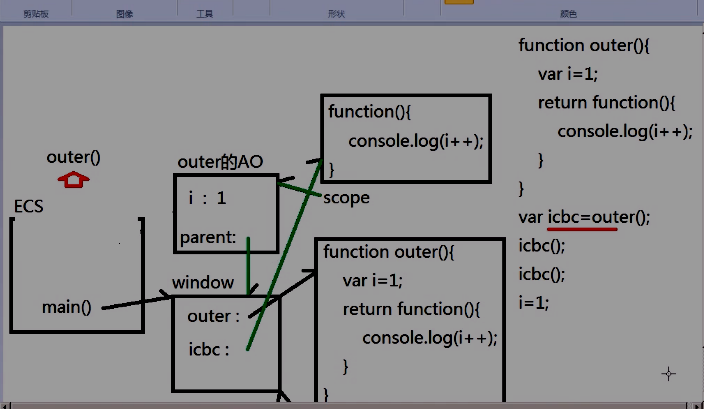 剪贴板
图像
工具
形状
颜色
outer()
ECS
main()
outer的AO
i : 1
parent:
window
outer :
icbc :
function(){
console.log(i++);
}
scope
function outer(){
var i=1;
return function(){
console.log(i++);
}
}
function outer(){
var i=1;
return function(){
console.log(i++);
}
}
var icbc=outer();
icbc();
icbc();
i=1;